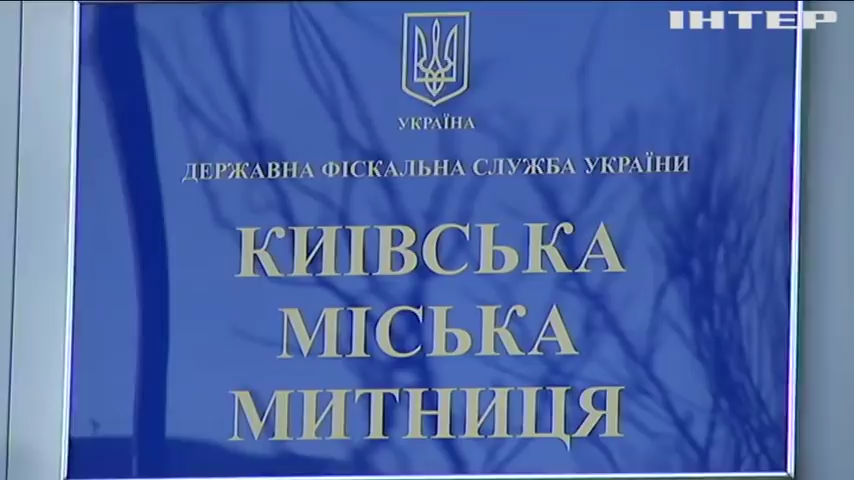 ІНТЕР
УКРАЇНА
ДЕРЖАВНА ФІСКАЛЬНА СЛУЖБА УКРАЇНИ
КИЇВСЬКА
МІСЬКА
МИТНИЦЯ